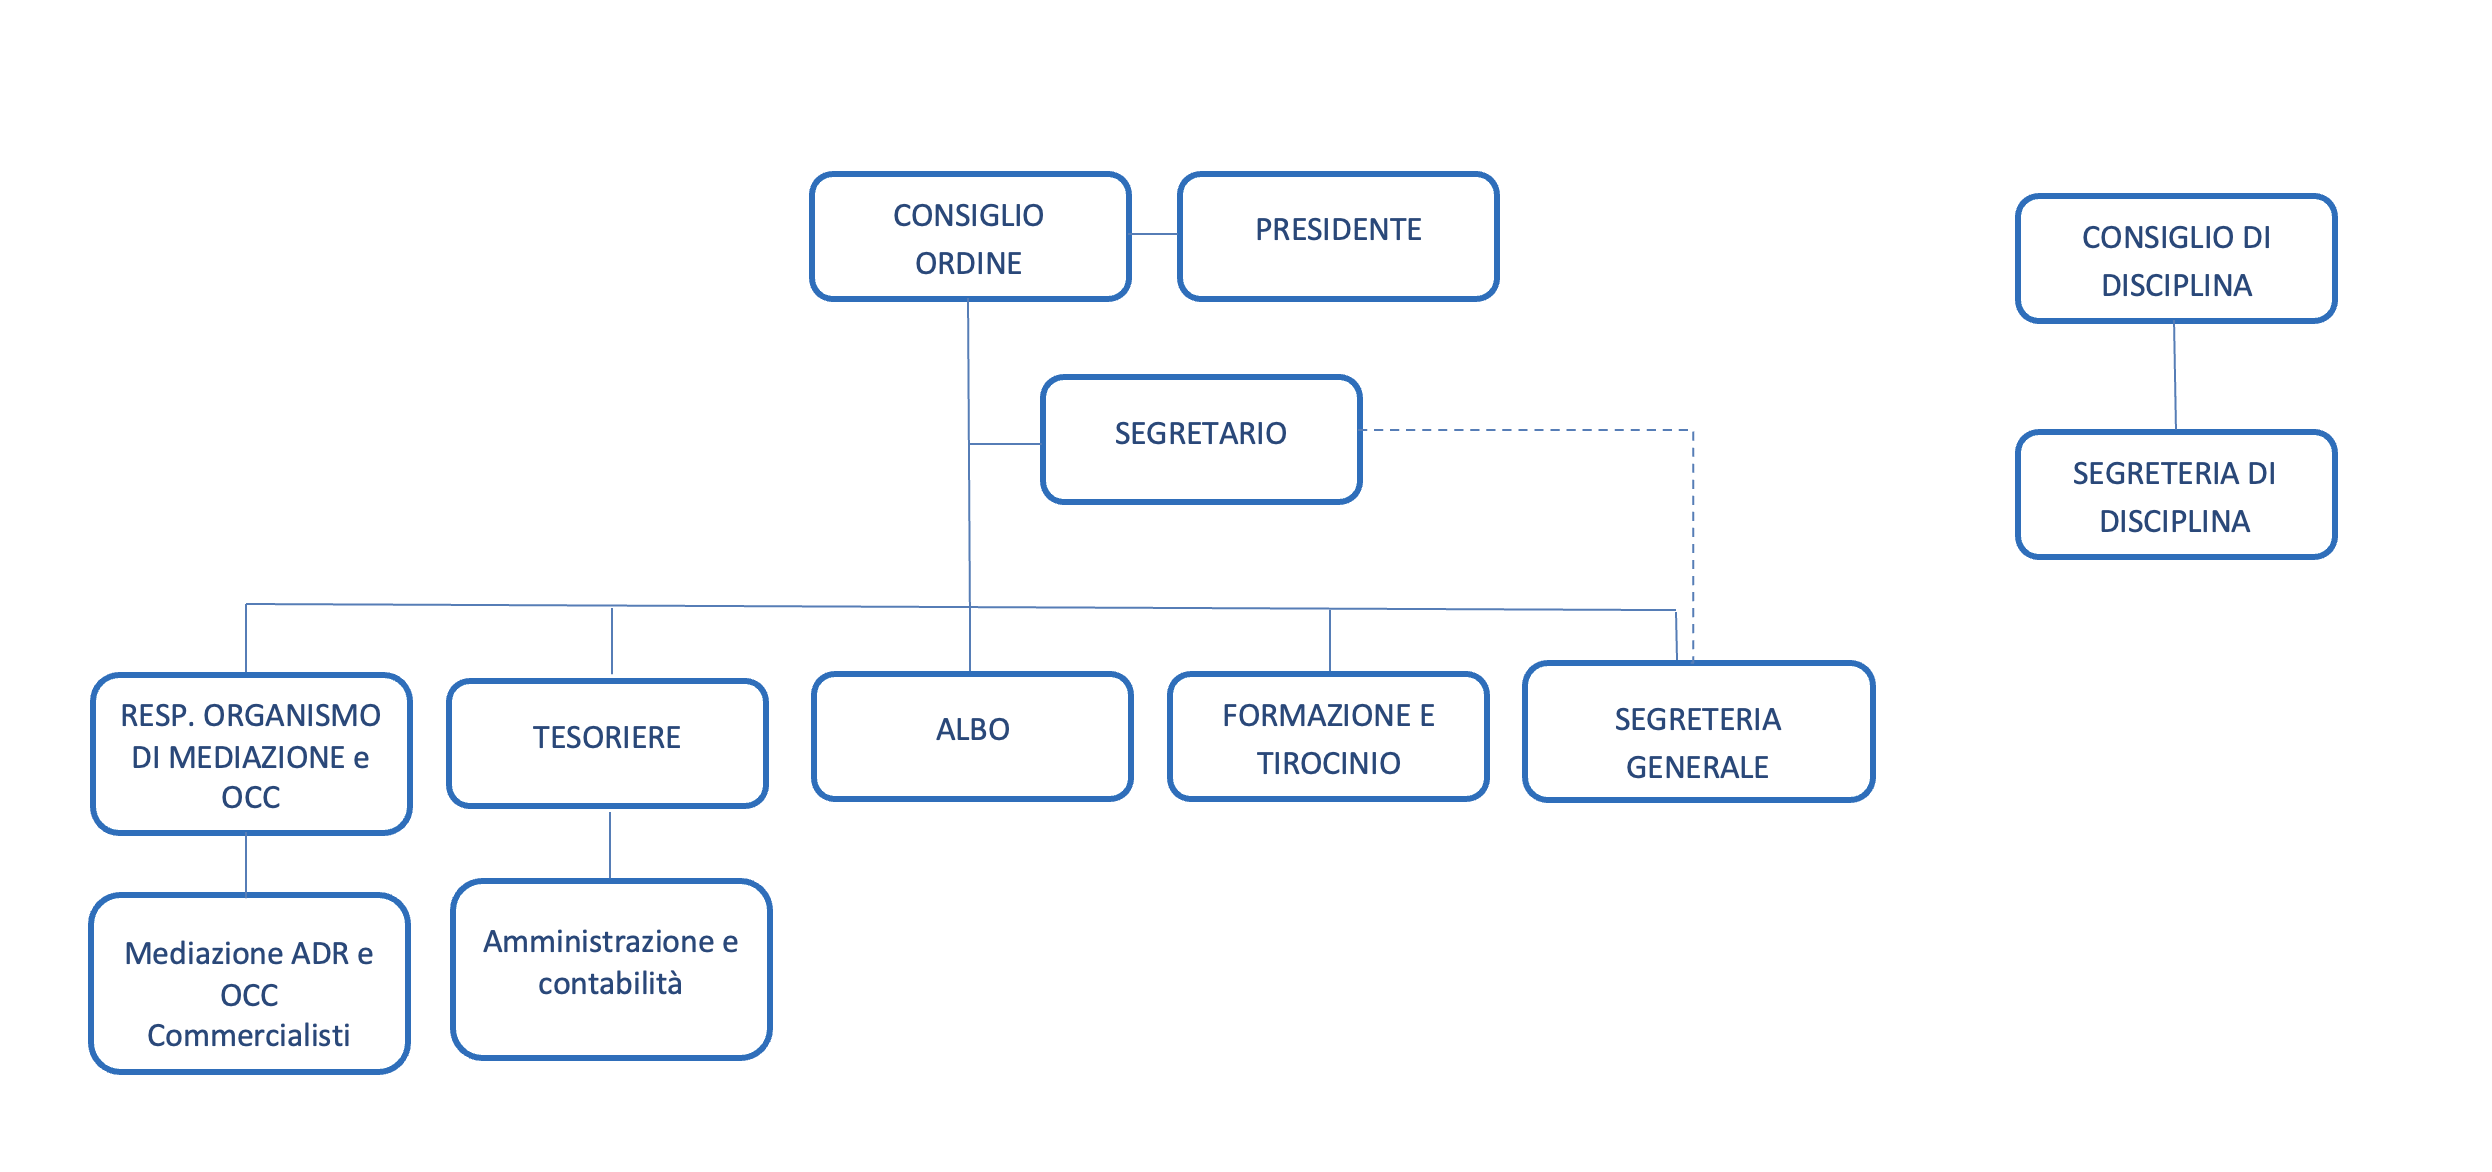 CONSIGLIO
ORDINE
PRESIDENTE
CONSIGLIO DI
DISCIPLINA
SEGRETARIO
SEGRETERIA DI
DISCIPLINA
RESP. ORGANISMO
DI MEDIAZIONE e
OCC
TESORIERE
ALBO
FORMAZIONE E
TIROCINIO
SEGRETERIA
GENERALE
Mediazione ADR e
OCC
Commercialisti
Amministrazione e
contabilità